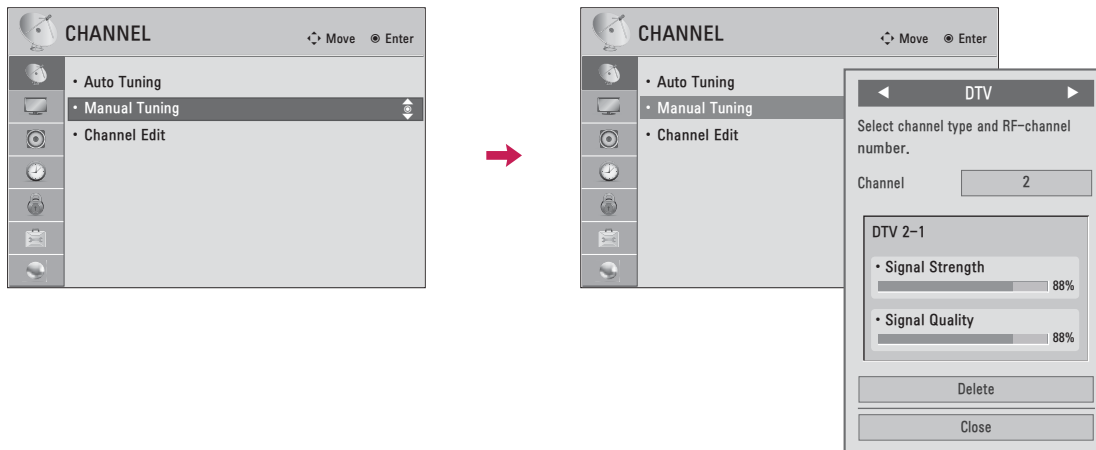 CHANNEL
Move Enter
• Auto Tuning
• Manual Tuning
• Channel Edit
CHANNEL
Move Enter
• Auto Tuning
• Manual Tuning
• Channel Edit
DTV
Select channel type and RF-channel
number.
Channel 2
DTV 2-1
• Signal Strength
88%
• Signal Quality
88%
Delete
Close